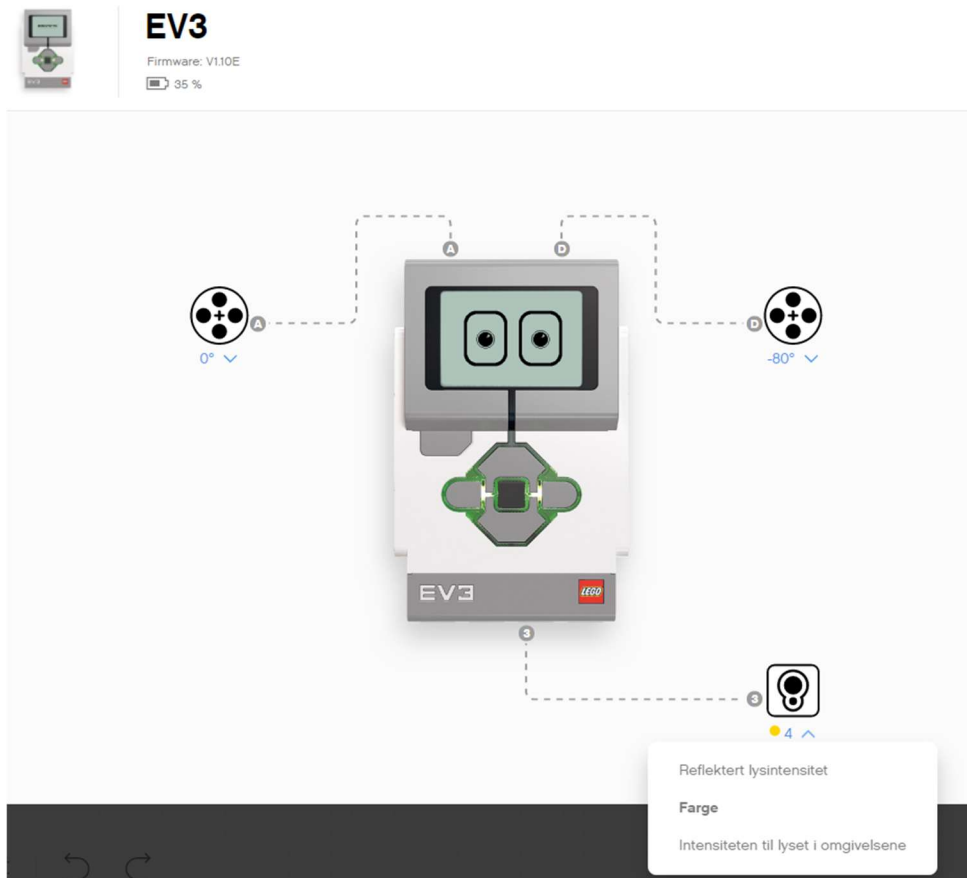 EV3
Firmware: V1.10E
35 %
A
D
A
D
0°
-80°
EV3
LEGO
3
3
4
Reflektert lysintensitet
Farge
Intensiteten til lyset i omgivelsene